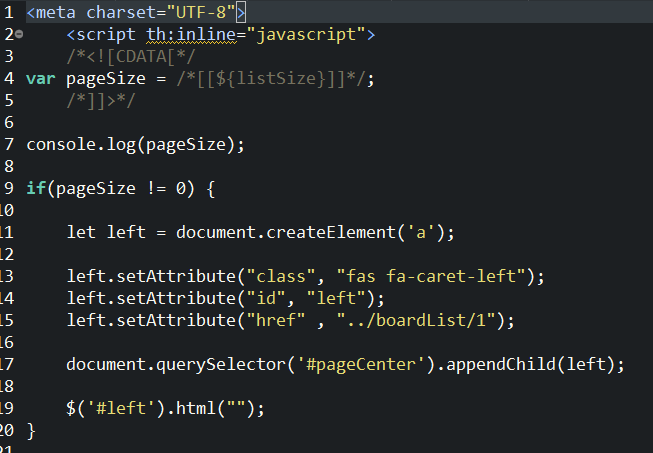 1 <meta charset="UTF-8">
2 <script th:inline="javascript">
3 /*<![CDATA[*/
4 var pageSize = /*[[${listSize}]]*/;
5 /*]]>*/
6
7 console.log(pageSize);
8
9 if(pageSize != 0) {
10
11 let left = document.createElement('a');
12
13 left.setAttribute("class", "fas fa-caret-left");
14 left.setAttribute("id", "left");
15 left.setAttribute("href" , "../boardList/1");
16
17 document.querySelector('#pageCenter').appendChild(left);
18
19 $('#left').html("");
20 }
21